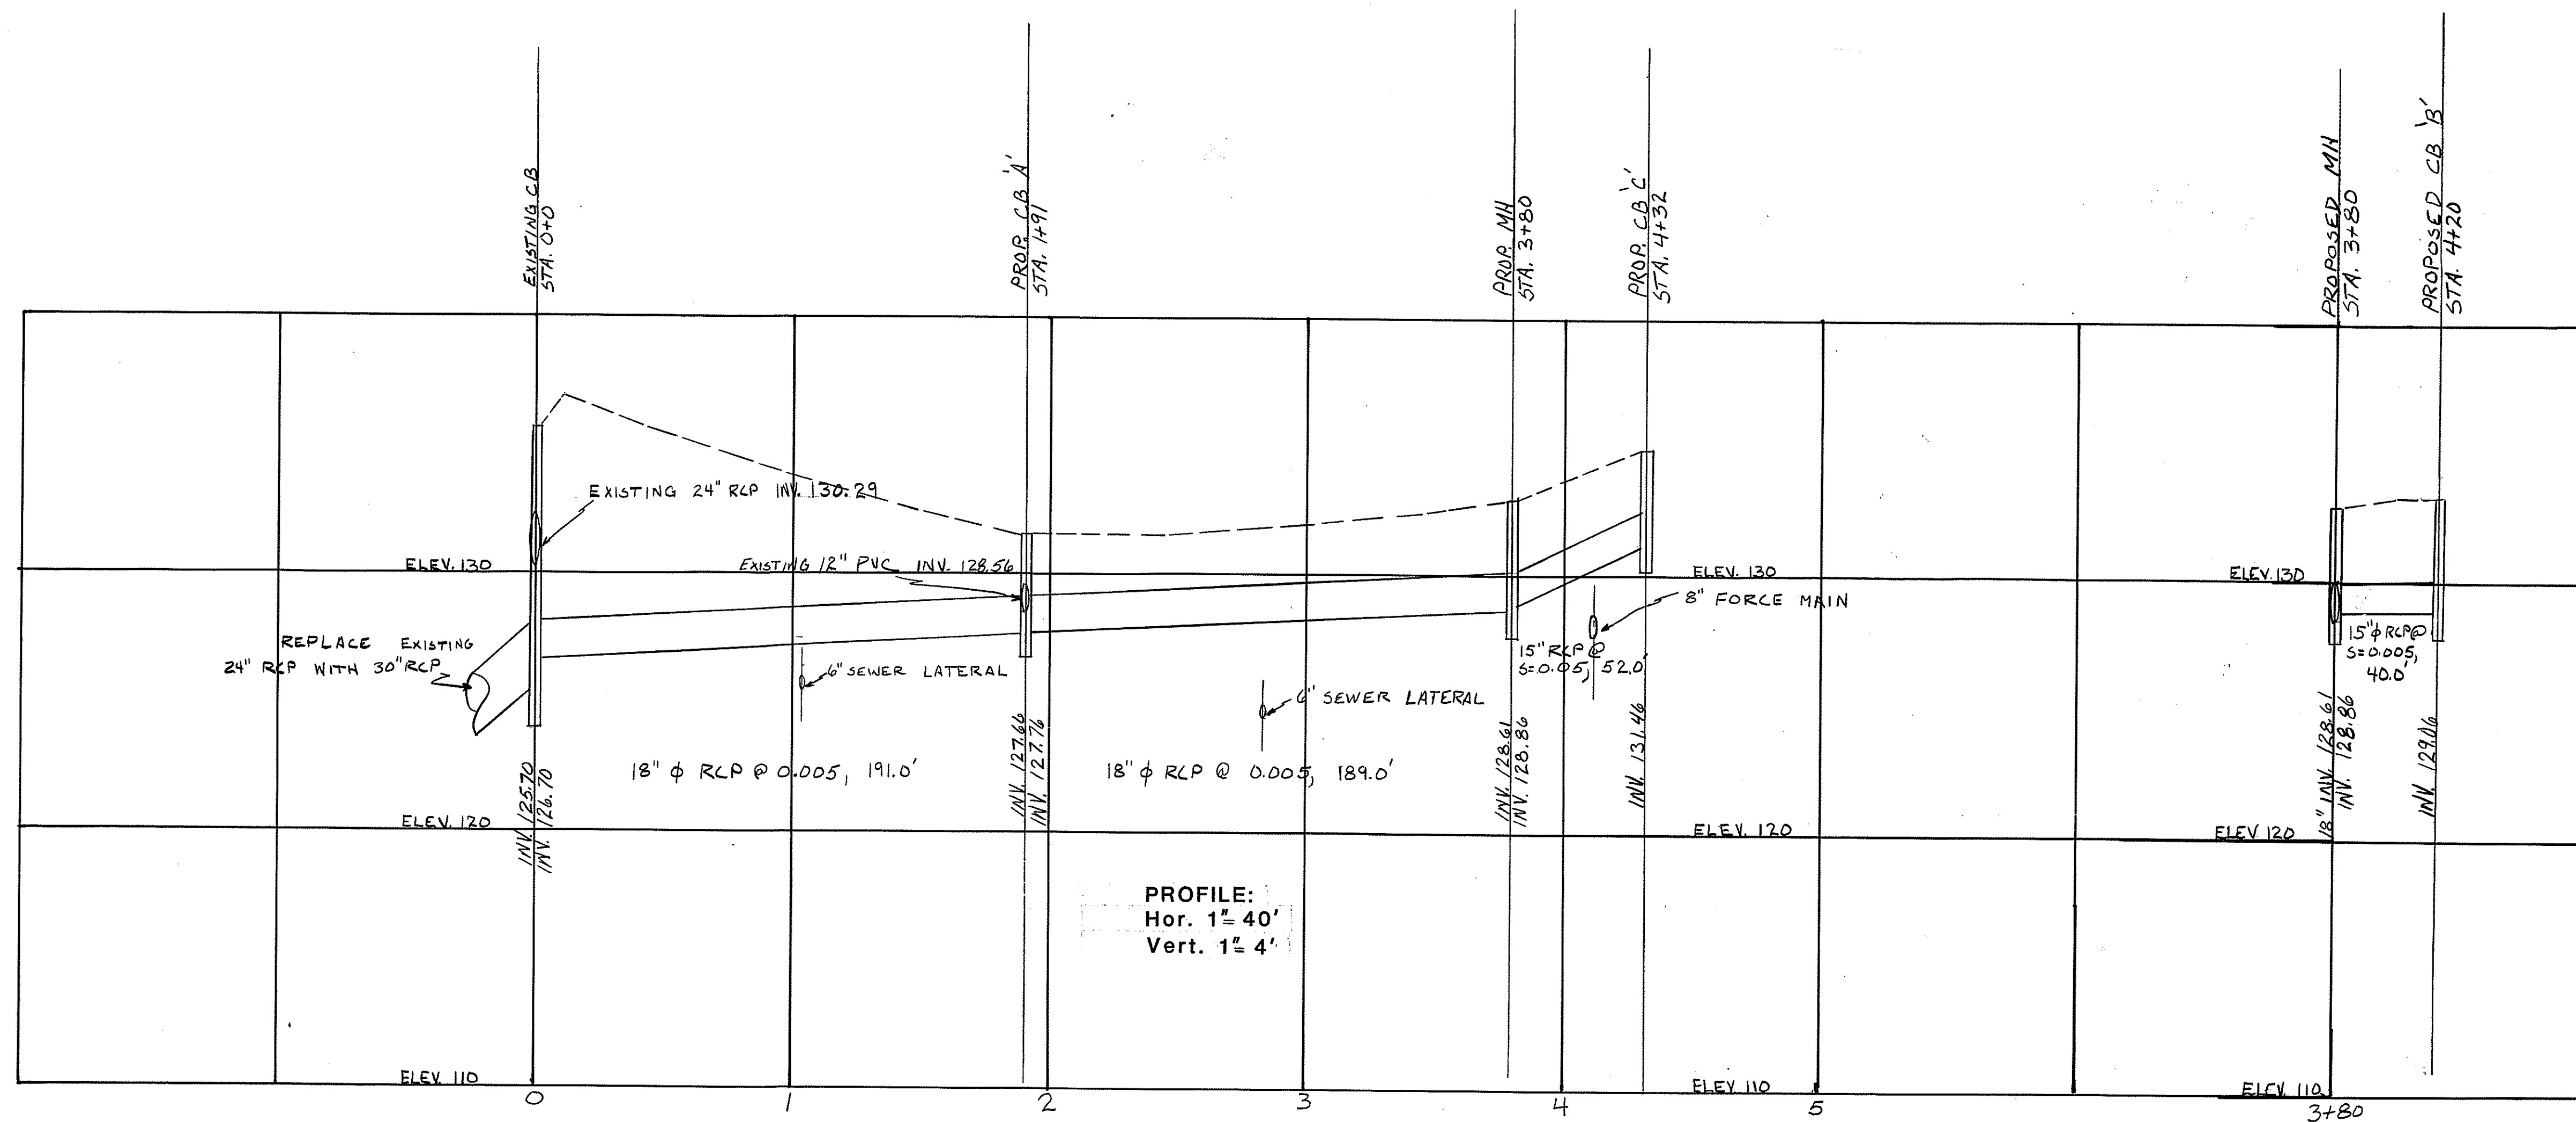 EXISTING CB
STA. 0+0
PROP. CB 'A'
STA. 1+91
PROP. MH
STA. 3+80
PROP. CB 'C'
STA. 4+32
PROPOSED MH
STA. 3+80
PROPOSED CB 'B'
STA. 4+20
EXISTING 24" RCP INV. 130.29
ELEV. 130
EXISTING 12" PVC INV. 128.56
ELEV. 130
8" FORCE MAIN
ELEV. 130
REPLACE EXISTING
24" RCP WITH 30" RCP
6" SEWER LATERAL
6" SEWER LATERAL
15" RCP @
S=0.05, 52.0'
15" ϕ RCP @
S=0.005,
40.0'
18" ϕ RCP @ 0.005, 191.0'
18" ϕ RCP @ 0.005, 189.0'
INV. 125.70
INV. 126.70
INV. 127.66
INV. 127.76
INV. 128.61
INV. 128.86
INV. 131.46
18" INV. 128.61
INV. 128.86
INV. 129.06
ELEV. 120
ELEV. 120
ELEV 120
PROFILE:
Hor. 1"= 40'
Vert. 1"= 4'
ELEV. 110
ELEV. 110
ELEV. 110
0
1
2
3
4
5
3+80